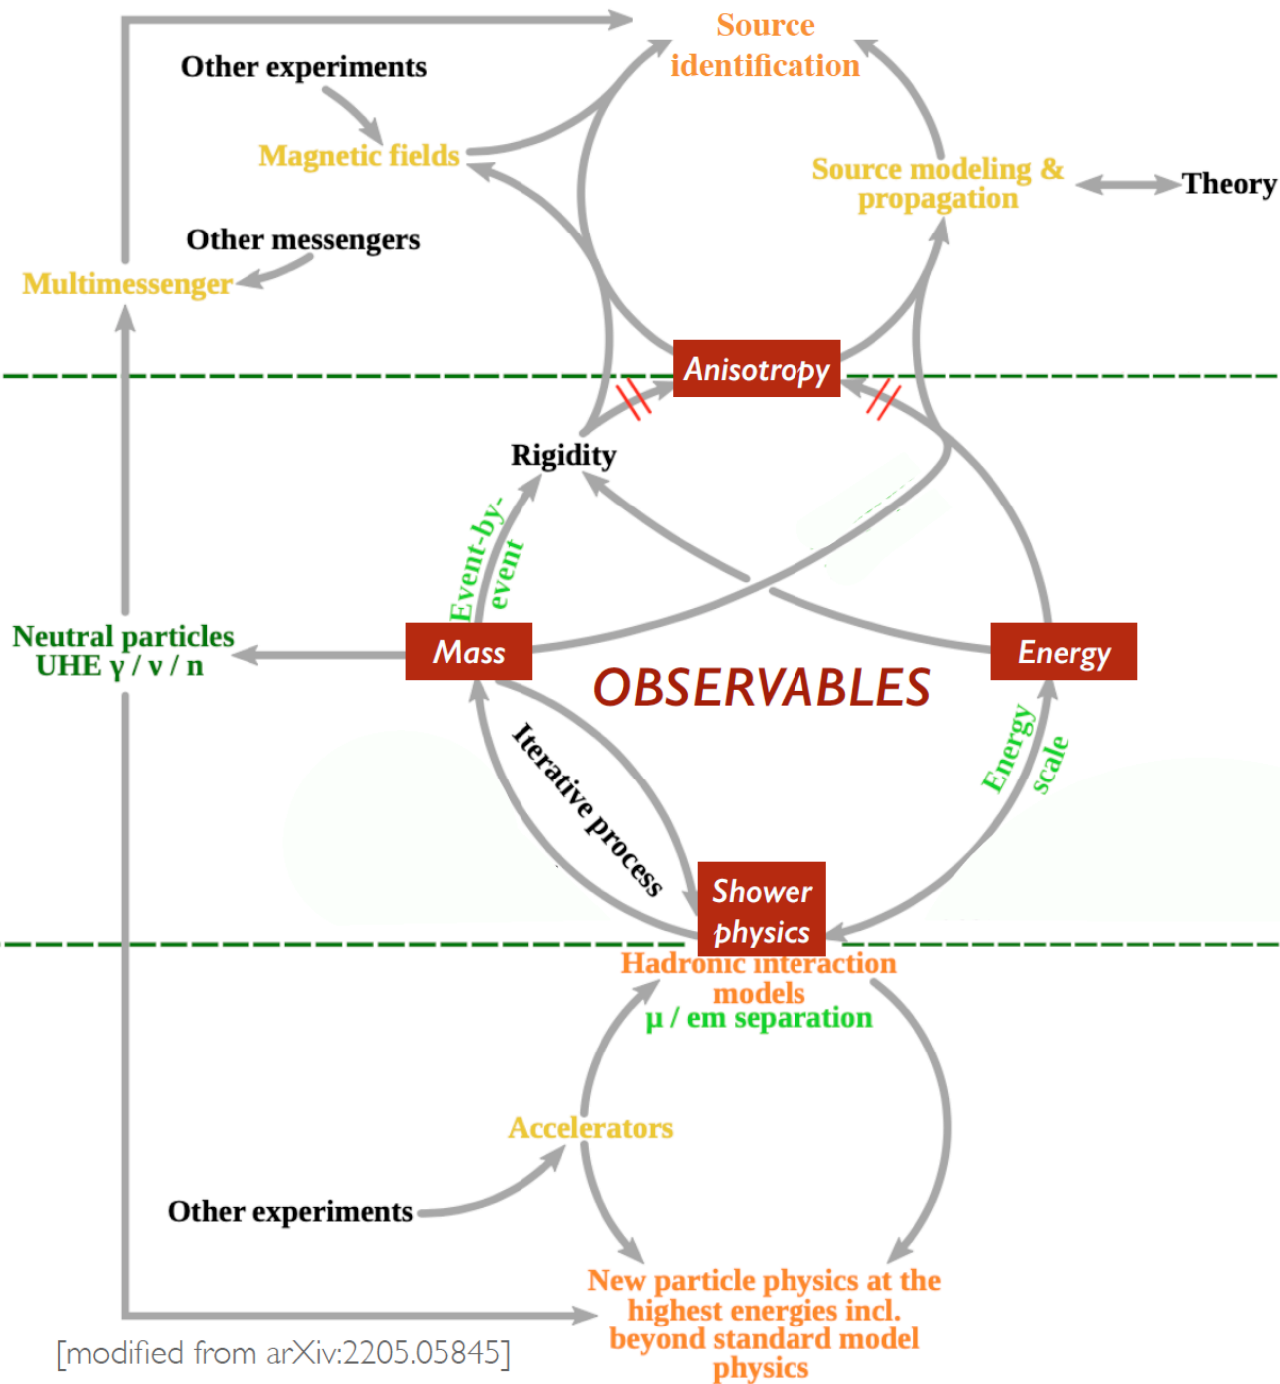 Source
identification
Other experiments
Magnetic fields
Source modeling &
propagation
Theory
Other messengers
Multimessenger
Anisotropy
Rigidity
Event-by-
event
Neutral particles
UHE γ / ν / n
Mass
Energy
OBSERVABLES
Iterative process
Energy
scale
Shower
physics
Hadronic interaction
models
μ / em separation
Accelerators
Other experiments
New particle physics at the
highest energies incl.
beyond standard model
physics
[modified from arXiv:2205.05845]